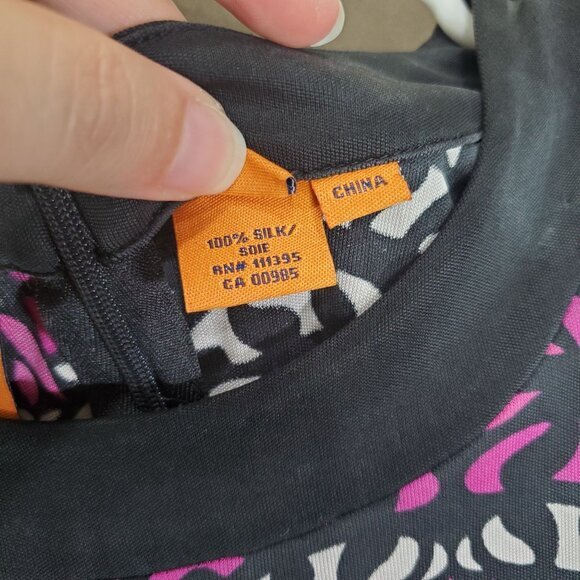 CHINA
100% SILK/
SOIE
RN# 111395
CA 00985